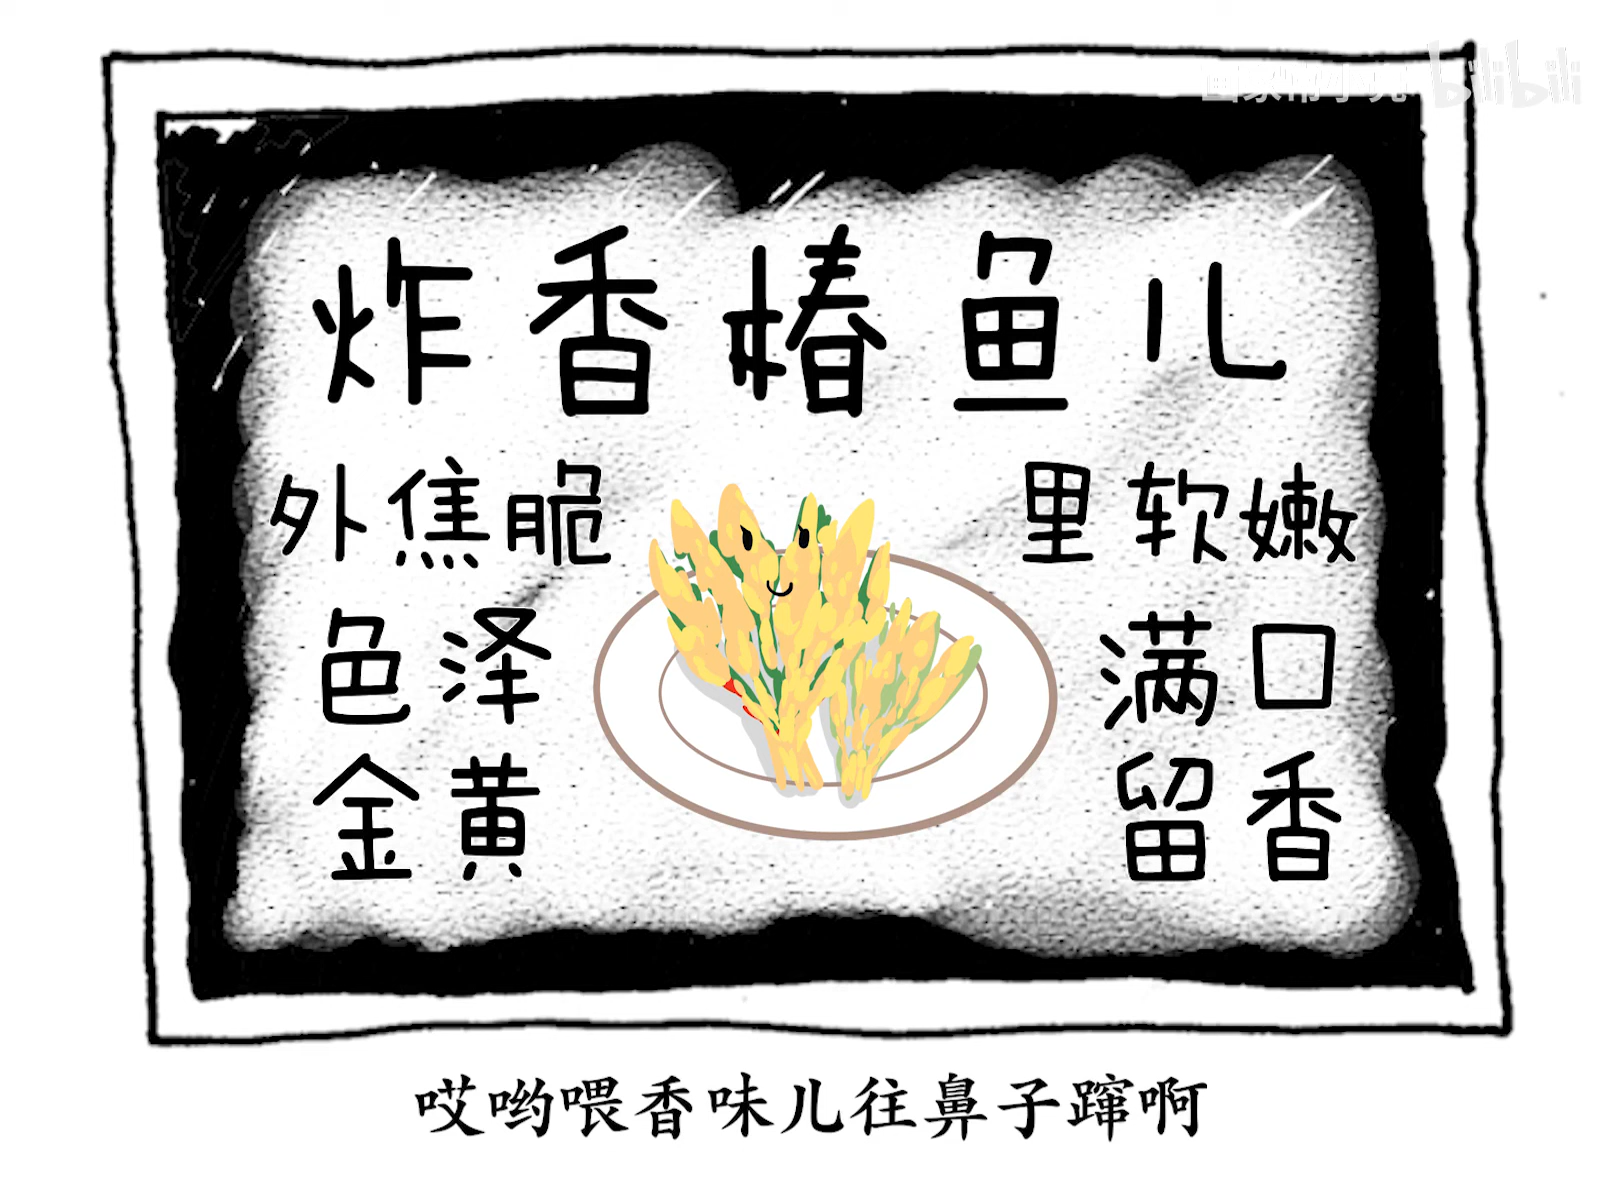 bilibili
炸香椿鱼儿
外焦脆
里软嫩
色泽
满口
金黄
留香
哎哟喂香味儿往鼻子蹿啊